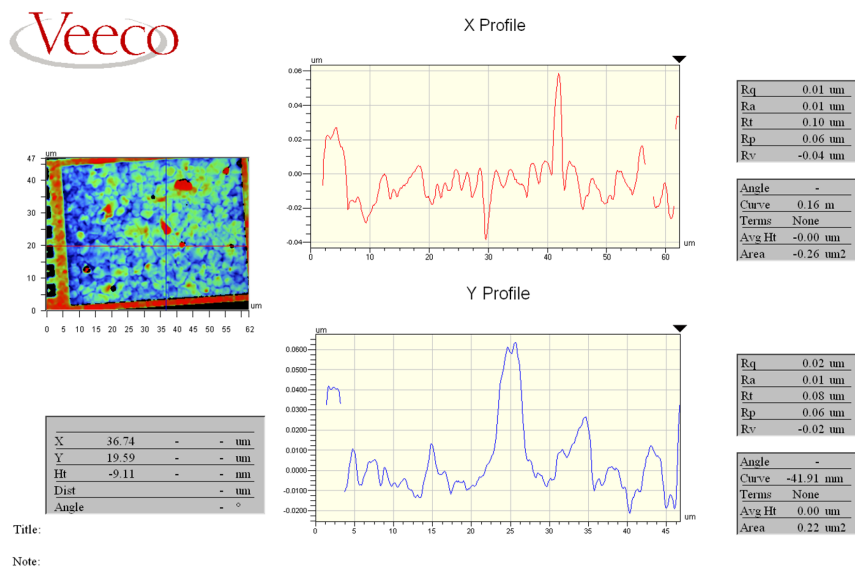 Veeco
X Profile
um
0.06
0.04
0.02
0.00
-0.02
-0.04
0 10 20 30 40 50 60
um
Rq 0.01 um
Ra 0.01 um
Rt 0.10 um
Rp 0.06 um
Rv -0.04 um
Angle -
Curve 0.16 m
Terms None
Avg Ht -0.00 um
Area -0.26 um2
um
47
40
30
20
10
0
um
0 5 10 15 20 25 30 35 40 45 50 55 62
Y Profile
um
0.0600
0.0500
0.0400
0.0300
0.0200
0.0100
0.0000
-0.0100
-0.0200
0 5 10 15 20 25 30 35 40 45
um
Rq 0.02 um
Ra 0.01 um
Rt 0.08 um
Rp 0.06 um
Rv -0.02 um
Angle -
Curve -41.91 mm
Terms None
Avg Ht 0.00 um
Area 0.22 um2
X 36.74 - - um
Y 19.59 - - um
Ht -9.11 - - nm
Dist - um
Angle - °
Title:
Note: